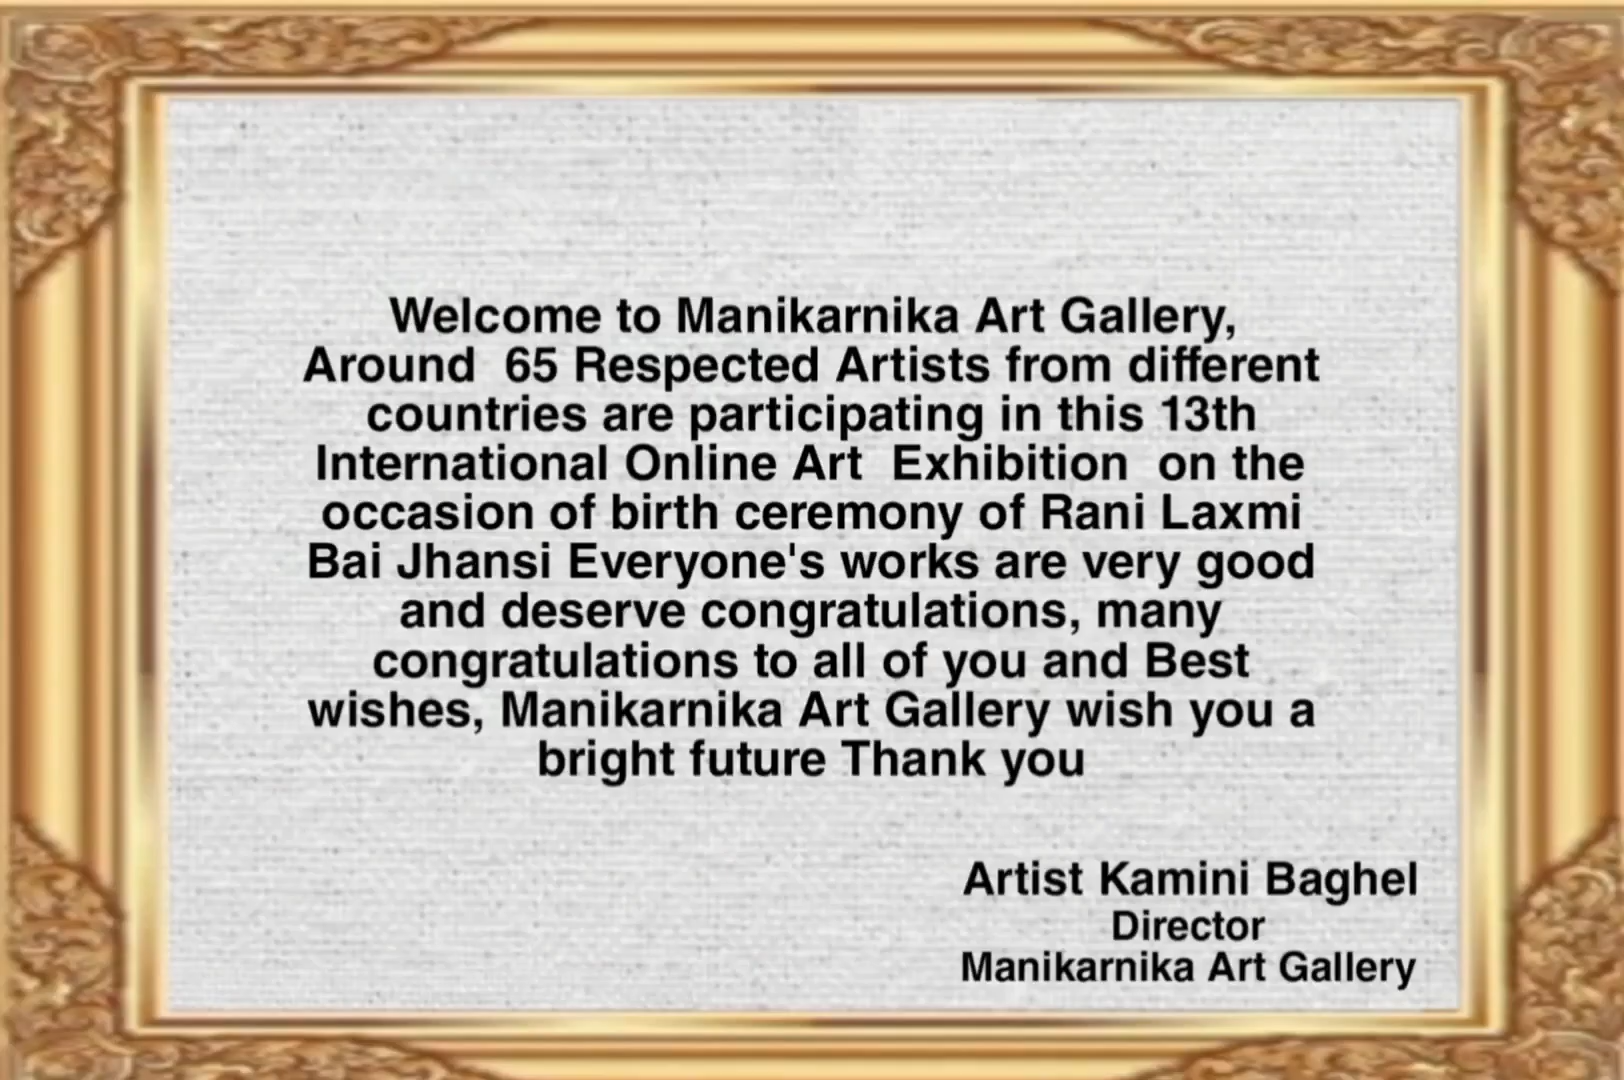 Welcome to Manikarnika Art Gallery,
Around  65 Respected Artists from different
countries are participating in this 13th
International Online Art  Exhibition  on the
occasion of birth ceremony of Rani Laxmi
Bai Jhansi Everyone's works are very good
and deserve congratulations, many
congratulations to all of you and Best
wishes, Manikarnika Art Gallery wish you a
bright future Thank you
Artist Kamini Baghel
Director
Manikarnika Art Gallery